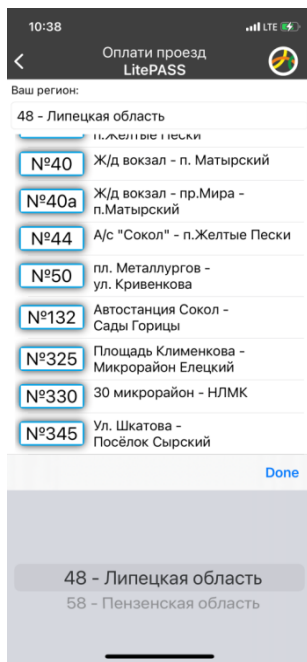 10:38
LTE
Оплати проезд
LitePASS
Ваш регион:
48 - Липецкая область
п.Желтые Пески
№40
Ж/д вокзал - п. Матырский
№40а
Ж/д вокзал - пр.Мира -
п.Матырский
№44
А/с "Сокол" - п.Желтые Пески
№50
пл. Металлургов -
ул. Кривенкова
№132
Автостанция Сокол -
Сады Горицы
№325
Площадь Клименкова -
Микрорайон Елецкий
№330
30 микрорайон - НЛМК
№345
Ул. Шкатова -
Посёлок Сырский
Done
48 - Липецкая область
58 - Пензенская область